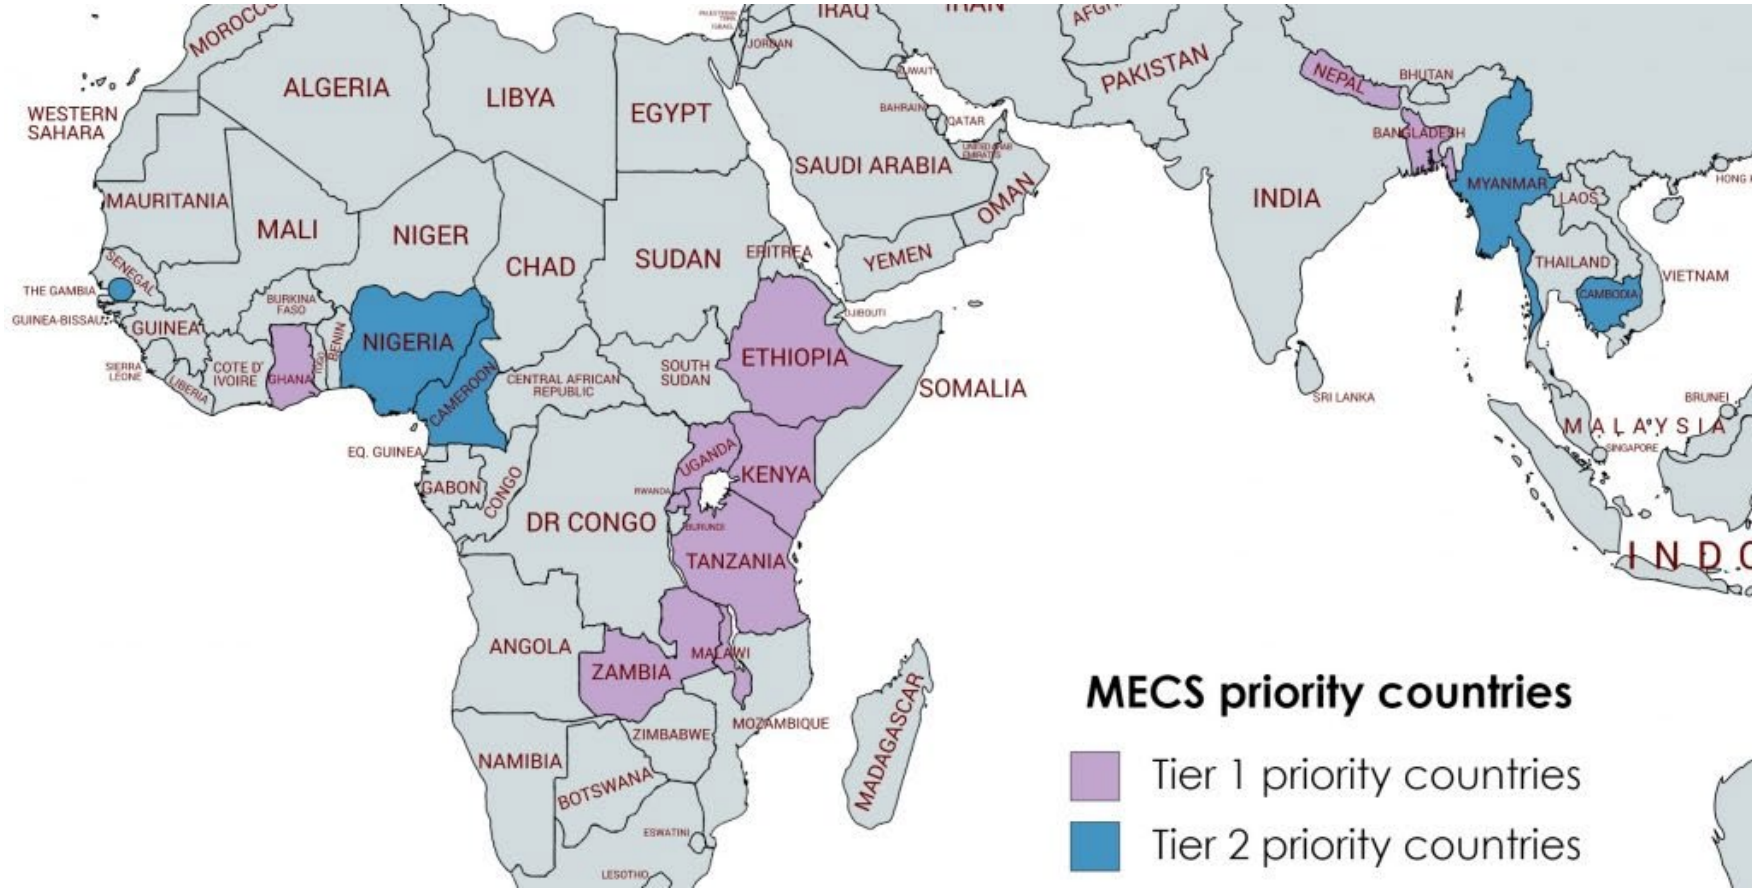 MOROCCO
ALGERIA
LIBYA
EGYPT
WESTERN
SAHARA
MAURITANIA
MALI
NIGER
CHAD
SUDAN
ERITREA
ISRAEL
JORDAN
IRAQ
IRAN
KUWAIT
BAHRAIN
QATAR
UNITED ARAB
EMIRATES
SAUDI ARABIA
OMAN
YEMEN
DJIBOUTI
PAKISTAN
NEPAL
BHUTAN
BANGLADESH
INDIA
MYANMAR
LAOS
THAILAND
VIETNAM
CAMBODIA
HONG
SRI LANKA
BRUNEI
MALAYSIA
SINGAPORE
INDO
SENEGAL
THE GAMBIA
GUINEA-BISSAU
GUINEA
SIERRA
LEONE
LIBERIA
COTE D'
IVOIRE
BURKINA
FASO
GHANA
TOGO
BENIN
NIGERIA
CAMEROON
CENTRAL AFRICAN
REPUBLIC
SOUTH
SUDAN
ETHIOPIA
SOMALIA
EQ. GUINEA
GABON
CONGO
DR CONGO
UGANDA
KENYA
RWANDA
BURUNDI
TANZANIA
ANGOLA
ZAMBIA
MALAWI
MOZAMBIQUE
ZIMBABWE
NAMIBIA
BOTSWANA
MADAGASCAR
ESWATINI
LESOTHO
MECS priority countries
Tier 1 priority countries
Tier 2 priority countries